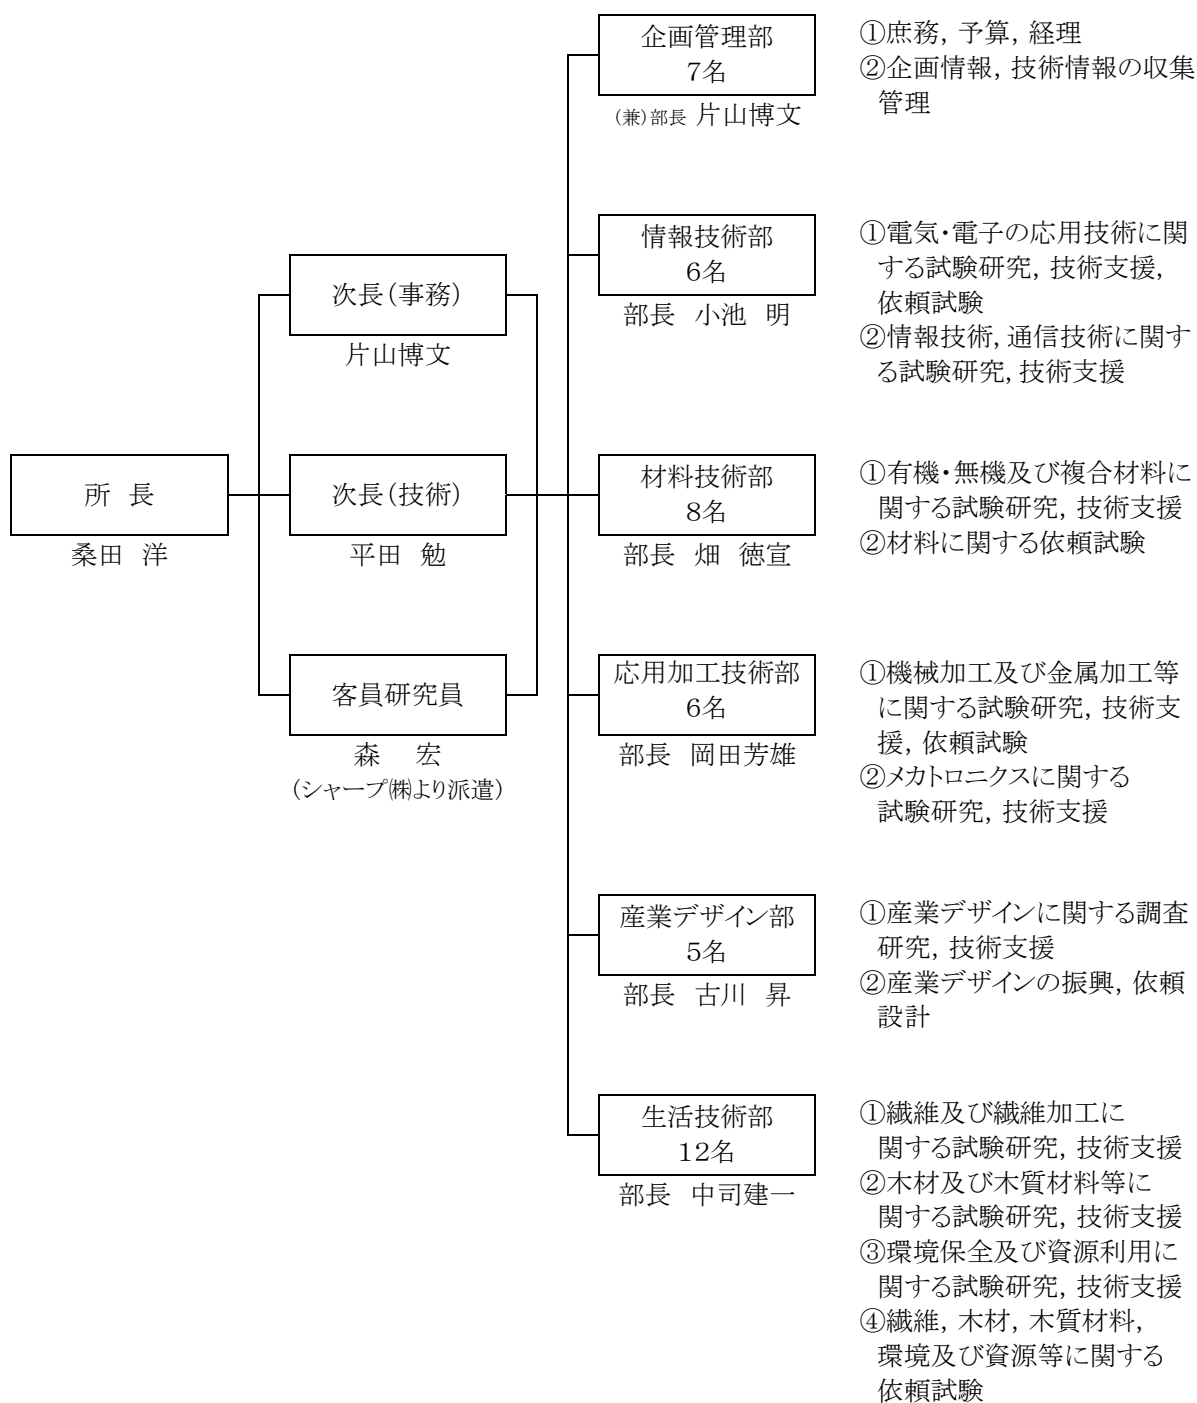 所 長
桑田 洋
次長(事務)
片山博文
次長(技術)
平田 勉
客員研究員
森 宏
(シャープ㈱より派遣)
企画管理部
7名
(兼)部長 片山博文
①庶務, 予算, 経理
②企画情報, 技術情報の収集
管理
情報技術部
6名
部長 小池 明
①電気・電子の応用技術に関
する試験研究, 技術支援,
依頼試験
②情報技術, 通信技術に関す
る試験研究, 技術支援
材料技術部
8名
部長 畑 徳宣
①有機・無機及び複合材料に
関する試験研究, 技術支援
②材料に関する依頼試験
応用加工技術部
6名
部長 岡田芳雄
①機械加工及び金属加工等
に関する試験研究, 技術支
援, 依頼試験
②メカトロニクスに関する
試験研究, 技術支援
産業デザイン部
5名
部長 古川 昇
①産業デザインに関する調査
研究, 技術支援
②産業デザインの振興, 依頼
設計
生活技術部
12名
部長 中司建一
①繊維及び繊維加工に
関する試験研究, 技術支援
②木材及び木質材料等に
関する試験研究, 技術支援
③環境保全及び資源利用に
関する試験研究, 技術支援
④繊維, 木材, 木質材料,
環境及び資源等に関する
依頼試験